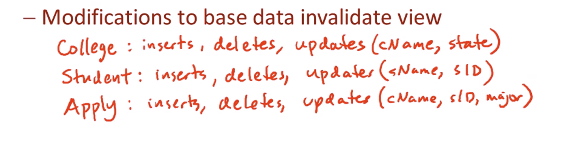 – Modifications to base data invalidate view
College : inserts, deletes, updates (cName, state)
Student : inserts, deletes, updates (sName, sID)
Apply : inserts, deletes, updates (cName, sID, major)